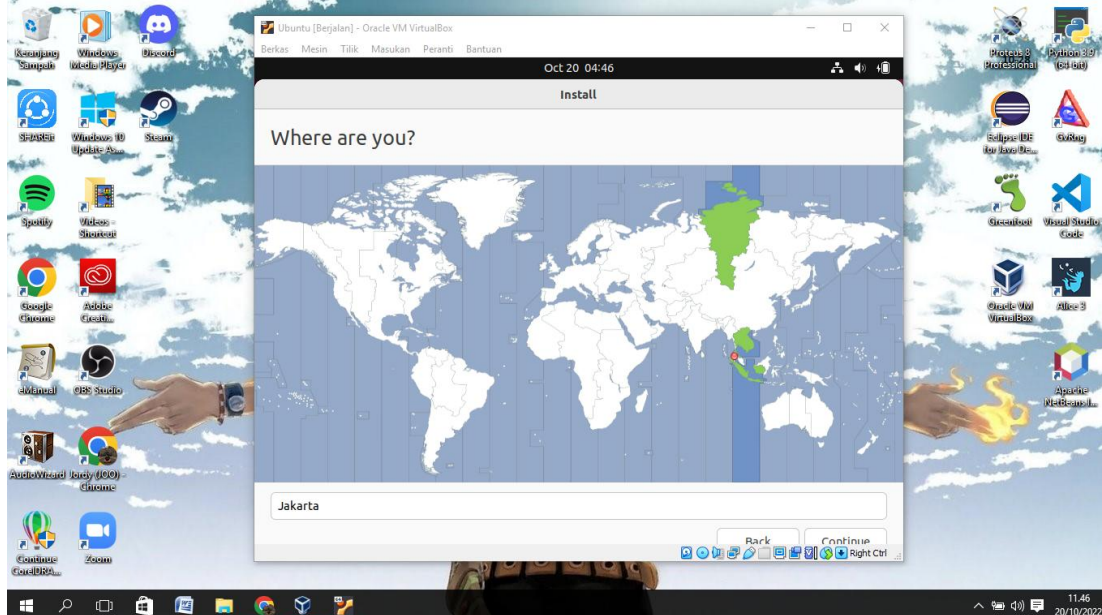 Keranjang
Sampah
Windows
Media Player
Discord
SHAREit
Windows 10
Update As...
Steam
Spotify
Videos -
Shortcut
Google
Chrome
Adobe
Creati...
eManual
OBS Studio
AudioWizard
Jordy (JOO) -
Chrome
Continue
CorelDRA...
Zoom
Ubuntu [Berjalan] - Oracle VM VirtualBox
Berkas Mesin Tilik Masukan Peranti Bantuan
Oct 20 04:46
Install
Where are you?
Jakarta
Back Continue
Right Ctrl
Proteus 8
Professional
Python 3.9
(64-bit)
Eclipse IDE
for Java De...
GvRng
Greenfoot
Visual Studio
Code
Oracle VM
VirtualBox
Alice 3
Apache
NetBeans I...
11.46
20/10/2022